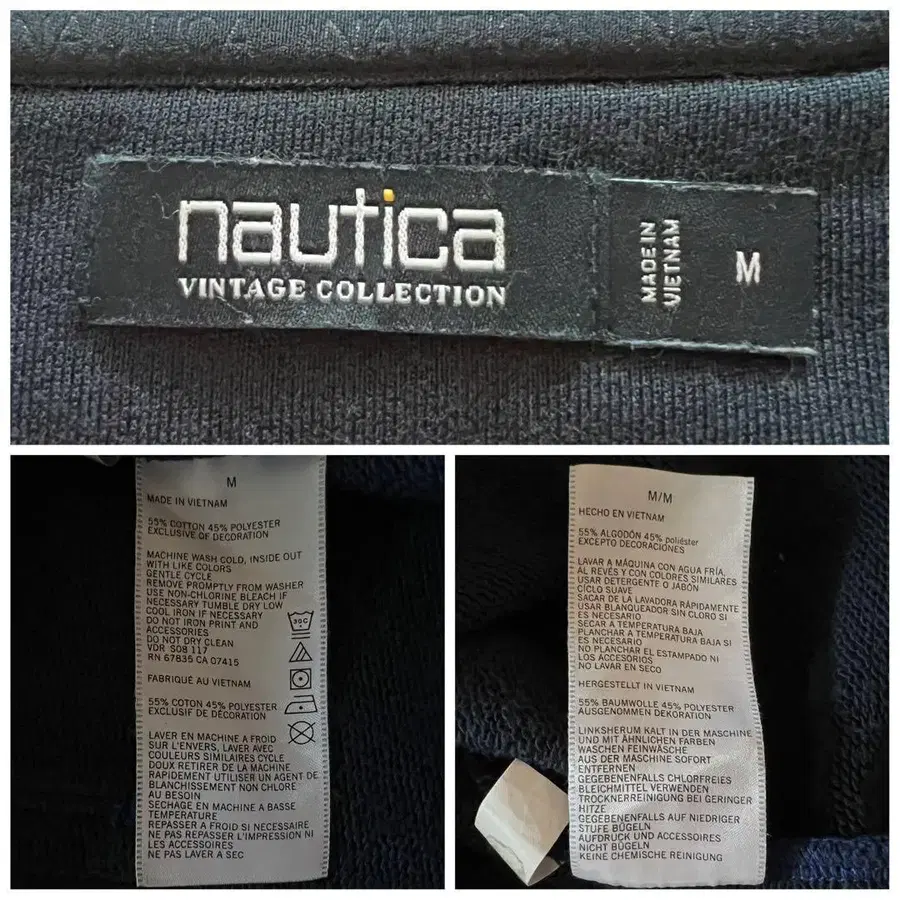 nautica
VINTAGE COLLECTION
MADE IN
VIETNAM
M
M
MADE IN VIETNAM
55% COTTON 45% POLYESTER
EXCLUSIVE OF DECORATION
MACHINE WASH COLD, INSIDE OUT
WITH LIKE COLORS
GENTLE CYCLE
REMOVE PROMPTLY FROM WASHER
USE NON-CHLORINE BLEACH IF
NECESSARY TUMBLE DRY LOW
COOL IRON IF NECESSARY
DO NOT IRON PRINT AND
ACCESSORIES
DO NOT DRY CLEAN
VDR S08 117
RN 67835 CA 07415
30C
FABRIQUÉ AU VIETNAM
55% COTON 45% POLYESTER
EXCLUSIF DE DÉCORATION
LAVER EN MACHINE A FROID
SUR L'ENVERS, LAVER AVEC
COULEURS SIMILAIRES CYCLE
DOUX RETIRER DE LA MACHINE
RAPIDEMENT UTILISER UN AGENT DE
BLANCHISSEMENT NON CHLORE
AU BESOIN
SECHAGE EN MACHINE A BASSE
TEMPERATURE
REPASSER A FROID SI NECESSAIRE
NE PAS REPASSER L'IMPRESSION NI
LES ACCESSOIRES
NE PAS LAVER A SEC
M/M
HECHO EN VIETNAM
55% ALGODÓN 45% poliéster
EXCEPTO DECORACIONES
LAVAR A MÁQUINA CON AGUA FRÍA,
AL REVÉS Y CON COLORES SIMILARES
USAR DETERGENTE O JABÓN
CICLO SUAVE
SACAR DE LA LAVADORA RÁPIDAMENTE
USAR BLANQUEADOR SIN CLORO SI
ES NECESARIO
SECAR A TEMPERATURA BAJA
PLANCHAR A TEMPERATURA BAJA SI
ES NECESARIO
NO PLANCHAR EL ESTAMPADO NI
LOS ACCESORIOS
NO LAVAR EN SECO
HERGESTELLT IN VIETNAM
55% BAUMWOLLE 45% POLYESTER
AUSGENOMMEN DEKORATION
LINKSHERUM KALT IN DER MASCHINE
UND MIT ÄHNLICHEN FARBEN
WASCHEN FEINWÄSCHE
AUS DER MASCHINE SOFORT
ENTFERNEN
GEGEBENENFALLS CHLORFREIES
BLEICHMITTEL VERWENDEN
TROCKNERREINIGUNG BEI GERINGER
HITZE
GEGEBENENFALLS AUF NIEDRIGER
STUFE BÜGELN
AUFDRUCK UND ACCESSOIRES
NICHT BÜGELN
KEINE CHEMISCHE REINIGUNG